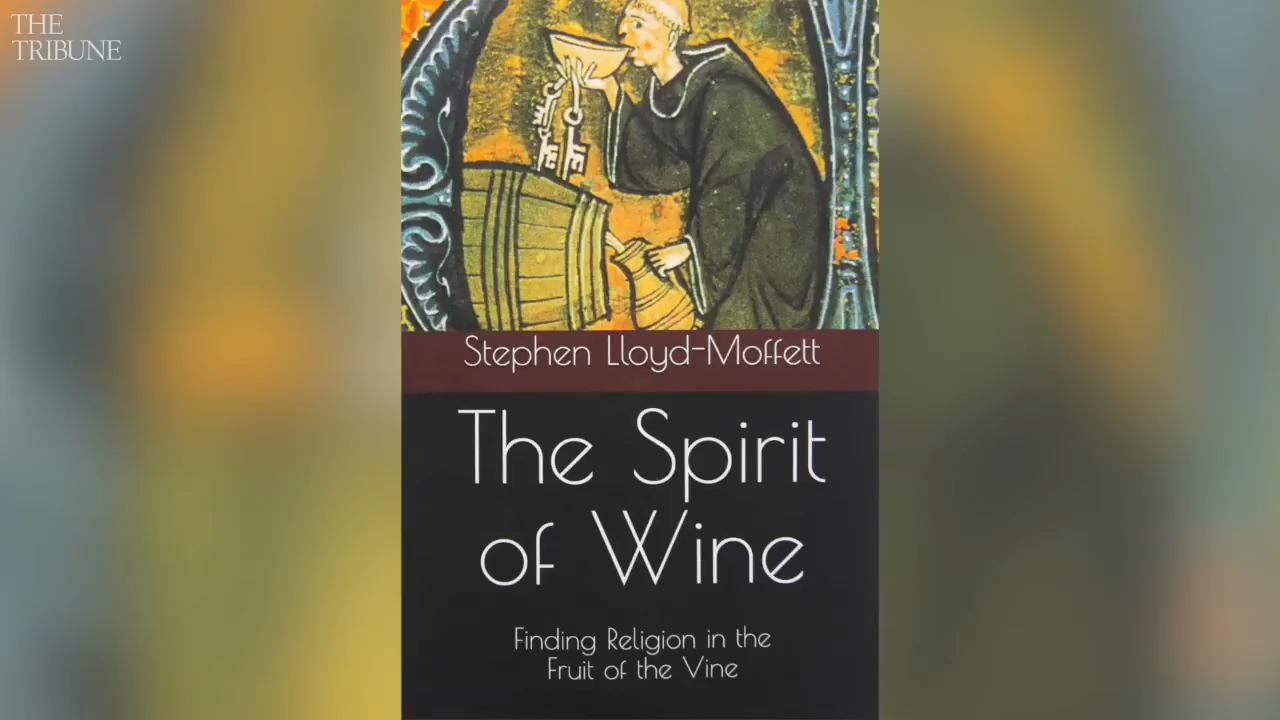 THE
TRIBUNE
Stephen Lloyd-Moffett
The Spirit
of Wine
Finding Religion in the
Fruit of the Vine